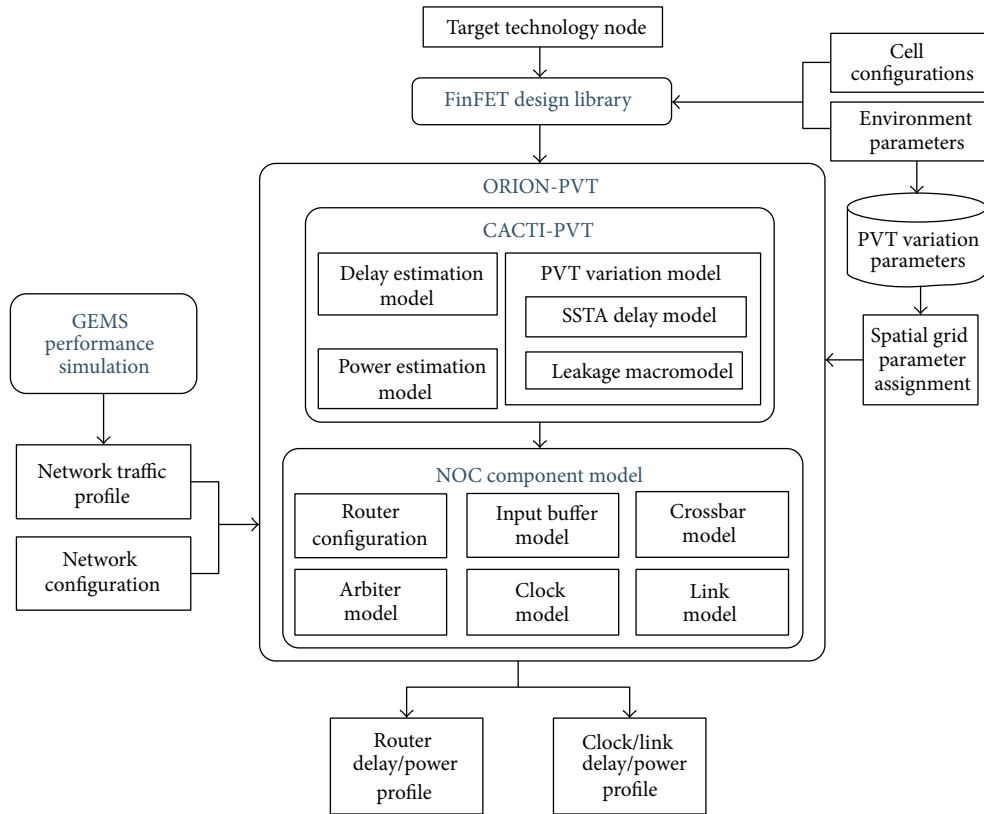 Target technology node
Cell
configurations
FinFET design library
Environment
parameters
ORION-PVT
CACTI-PVT
PVT variation
parameters
Delay estimation
model
PVT variation model
SSTA delay model
Power estimation
model
Leakage macromodel
Spatial grid
parameter
assignment
GEMS
performance
simulation
Network traffic
profile
Network
configuration
NOC component model
Router
configuration
Input buffer
model
Crossbar
model
Arbiter
model
Clock
model
Link
model
Router
delay/power
profile
Clock/link
delay/power
profile